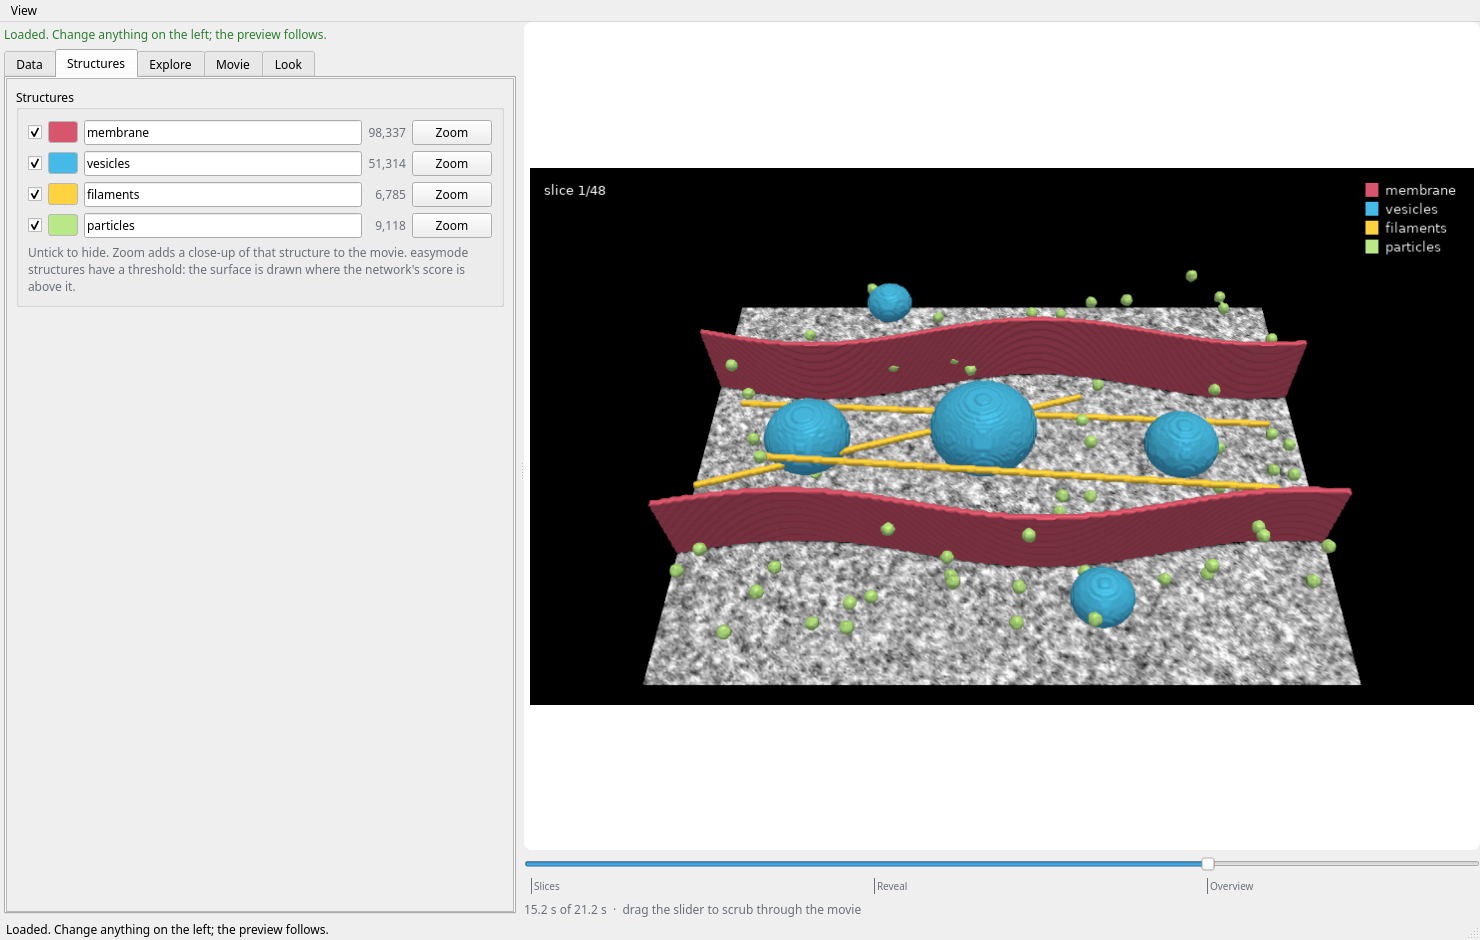 View
Loaded. Change anything on the left; the preview follows.
Data
Structures
Explore
Movie
Look
Structures
membrane 98,337 Zoom
vesicles 51,314 Zoom
filaments 6,785 Zoom
particles 9,118 Zoom
Untick to hide. Zoom adds a close-up of that structure to the movie. easymode
structures have a threshold: the surface is drawn where the network's score is
above it.
slice 1/48
membrane
vesicles
filaments
particles
Slices
Reveal
Overview
15.2 s of 21.2 s · drag the slider to scrub through the movie
Loaded. Change anything on the left; the preview follows.